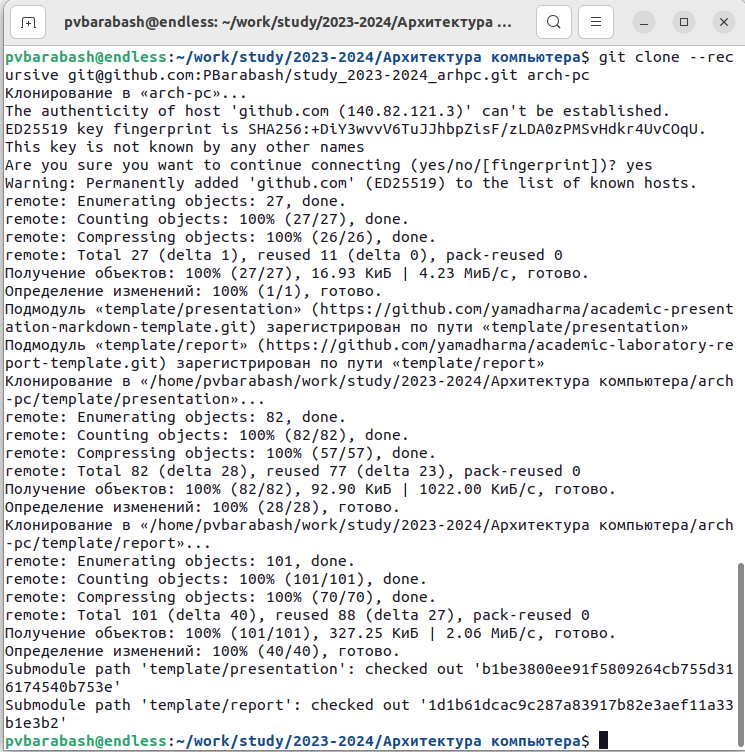 pvbarabash@endless: ~/work/study/2023-2024/Архитектура ...
pvbarabash@endless:~/work/study/2023-2024/Архитектура компьютера$ git clone --rec
ursive git@github.com:PBarabash/study_2023-2024_arhpc.git arch-pc
Клонирование в «arch-pc»...
The authenticity of host 'github.com (140.82.121.3)' can't be established.
ED25519 key fingerprint is SHA256:+DiY3wvvV6TuJJhbpZisF/zLDA0zPMSvHdkr4UvCOqU.
This key is not known by any other names
Are you sure you want to continue connecting (yes/no/[fingerprint])? yes
Warning: Permanently added 'github.com' (ED25519) to the list of known hosts.
remote: Enumerating objects: 27, done.
remote: Counting objects: 100% (27/27), done.
remote: Compressing objects: 100% (26/26), done.
remote: Total 27 (delta 1), reused 11 (delta 0), pack-reused 0
Получение объектов: 100% (27/27), 16.93 КиБ | 4.23 МиБ/с, готово.
Определение изменений: 100% (1/1), готово.
Подмодуль «template/presentation» (https://github.com/yamadharma/academic-present
ation-markdown-template.git) зарегистрирован по пути «template/presentation»
Подмодуль «template/report» (https://github.com/yamadharma/academic-laboratory-re
port-template.git) зарегистрирован по пути «template/report»
Клонирование в «/home/pvbarabash/work/study/2023-2024/Архитектура компьютера/arch
-pc/template/presentation»...
remote: Enumerating objects: 82, done.
remote: Counting objects: 100% (82/82), done.
remote: Compressing objects: 100% (57/57), done.
remote: Total 82 (delta 28), reused 77 (delta 23), pack-reused 0
Получение объектов: 100% (82/82), 92.90 КиБ | 1022.00 КиБ/с, готово.
Определение изменений: 100% (28/28), готово.
Клонирование в «/home/pvbarabash/work/study/2023-2024/Архитектура компьютера/arch
-pc/template/report»...
remote: Enumerating objects: 101, done.
remote: Counting objects: 100% (101/101), done.
remote: Compressing objects: 100% (70/70), done.
remote: Total 101 (delta 40), reused 88 (delta 27), pack-reused 0
Получение объектов: 100% (101/101), 327.25 КиБ | 2.06 МиБ/с, готово.
Определение изменений: 100% (40/40), готово.
Submodule path 'template/presentation': checked out 'b1be3800ee91f5809264cb755d31
6174540b753e'
Submodule path 'template/report': checked out '1d1b61dcac9c287a83917b82e3aef11a33
b1e3b2'
pvbarabash@endless:~/work/study/2023-2024/Архитектура компьютера$